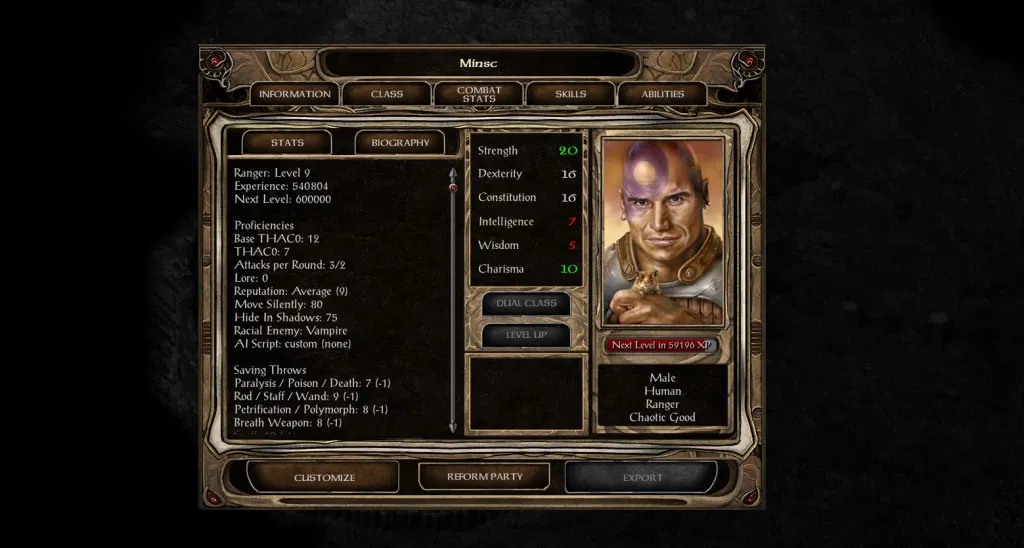 Minsc
INFORMATION
CLASS
COMBAT
STATS
SKILLS
ABILITIES
STATS
BIOGRAPHY
Ranger: Level 9
Experience: 540804
Next Level: 600000
Proficiencies
Base THAC0: 12
THAC0: 7
Attacks per Round: 3/2
Lore: 0
Reputation: Average (9)
Move Silently: 80
Hide In Shadows: 75
Racial Enemy: Vampire
AI Script: custom (none)
Saving Throws
Paralysis / Poison / Death: 7 (-1)
Rod / Staff / Wand: 9 (-1)
Petrification / Polymorph: 8 (-1)
Breath Weapon: 8 (-1)
Strength 20
Dexterity 16
Constitution 16
Intelligence 7
Wisdom 5
Charisma 10
DUAL CLASS
LEVEL UP
Next Level in 59196 XP
Male
Human
Ranger
Chaotic Good
CUSTOMIZE
REFORM PARTY
EXPORT